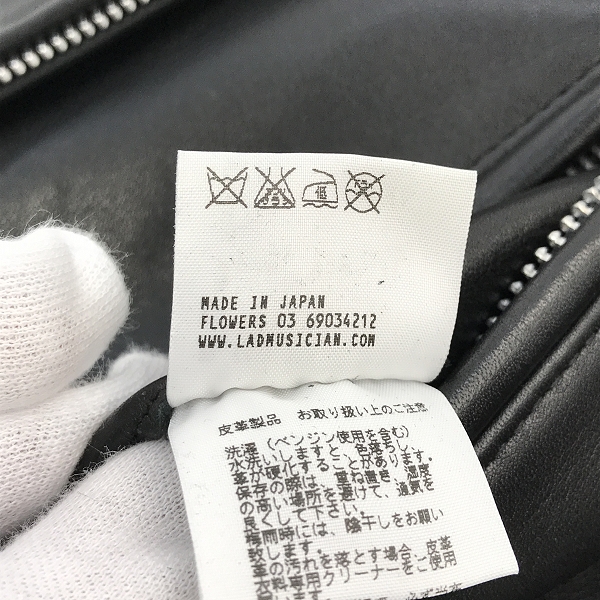 低
MADE IN JAPAN
FLOWERS 03 69034212
WWW.LADMUSICIAN.COM
皮革製品 お取り扱い上のご注意
洗濯(ベンジン使用を含む)
水洗いしますと、色落ちし、
革が硬化することがあります。
保存の際は、重ね置き、湿度
の高い場所を避けて、通気を
良くして下さい。
梅雨時には、陰干しをお願い
致します。
革の汚れを落とす場合、皮革
専用クリーナーをご使用